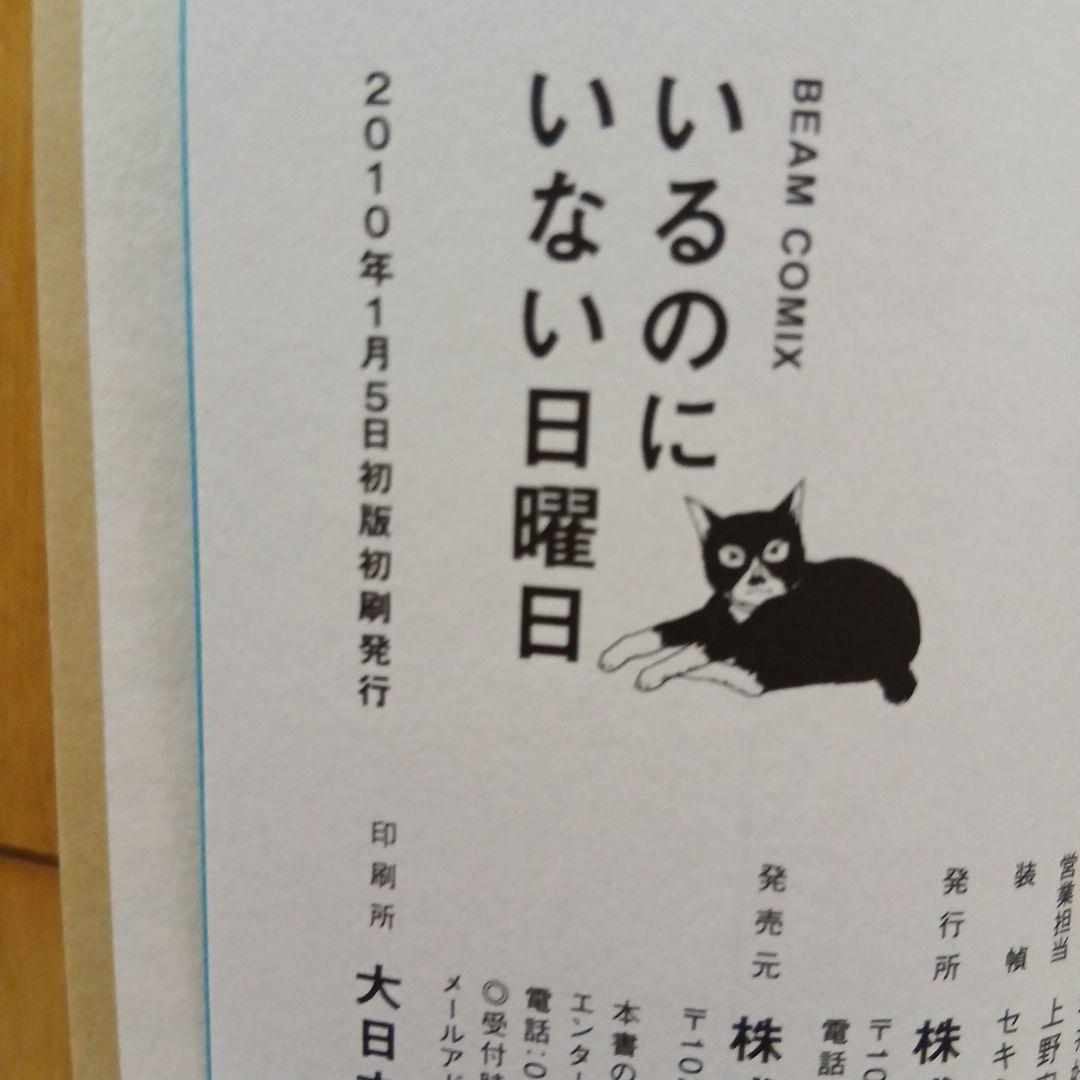 BEAM COMIX
いるのに
いない日曜日
2010年1月5日初版初刷発行
営業担当 上野
装幀 セキ
発行所 株
〒10
電話
発売元 株
〒10
本書の
エンター
電話:0
◎受付時
メールアド
印刷所 大日